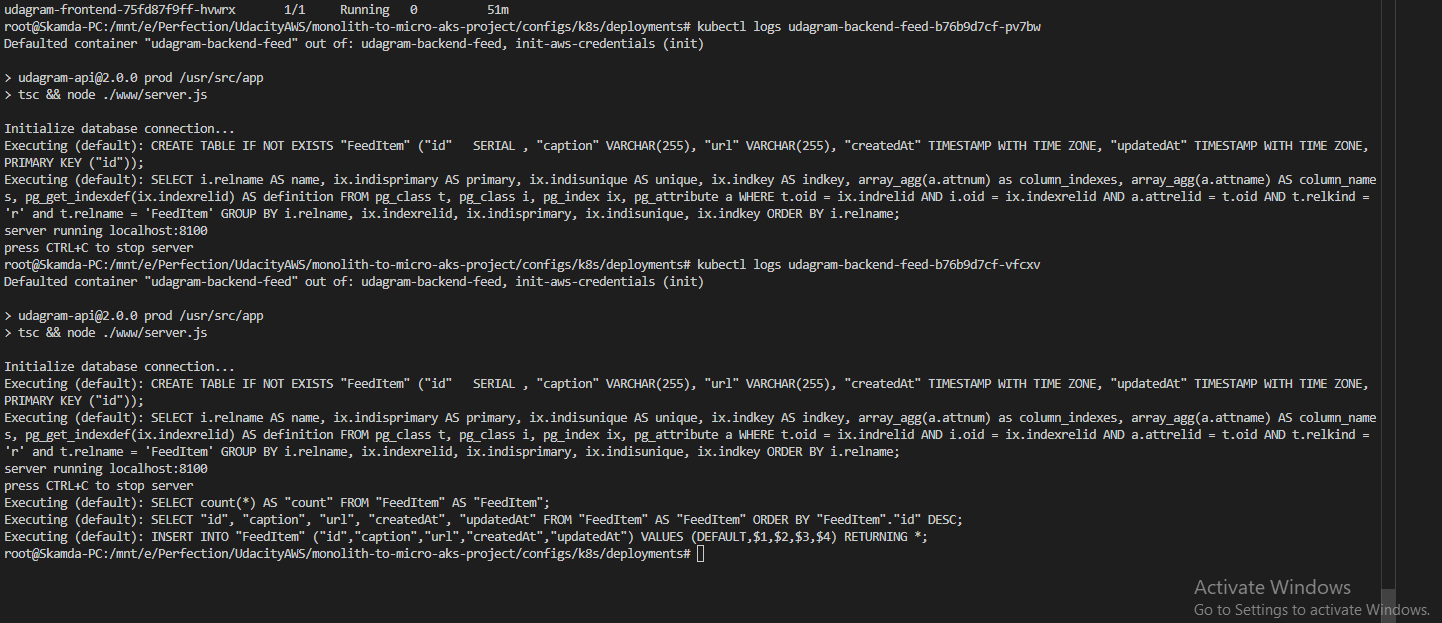 udagram-frontend-75fd87f9ff-hvwrx       1/1     Running   0          51m
root@Skamda-PC:/mnt/e/Perfection/UdacityAWS/monolith-to-micro-aks-project/configs/k8s/deployments# kubectl logs udagram-backend-feed-b76b9d7cf-pv7bw
Defaulted container "udagram-backend-feed" out of: udagram-backend-feed, init-aws-credentials (init)
> udagram-api@2.0.0 prod /usr/src/app
> tsc && node ./www/server.js
Initialize database connection...
Executing (default): CREATE TABLE IF NOT EXISTS "FeedItem" ("id"   SERIAL , "caption" VARCHAR(255), "url" VARCHAR(255), "createdAt" TIMESTAMP WITH TIME ZONE, "updatedAt" TIMESTAMP WITH TIME ZONE,
PRIMARY KEY ("id"));
Executing (default): SELECT i.relname AS name, ix.indisprimary AS primary, ix.indisunique AS unique, ix.indkey AS indkey, array_agg(a.attnum) as column_indexes, array_agg(a.attname) AS column_name
s, pg_get_indexdef(ix.indexrelid) AS definition FROM pg_class t, pg_class i, pg_index ix, pg_attribute a WHERE t.oid = ix.indrelid AND i.oid = ix.indexrelid AND a.attrelid = t.oid AND t.relkind =
'r' and t.relname = 'FeedItem' GROUP BY i.relname, ix.indexrelid, ix.indisprimary, ix.indisunique, ix.indkey ORDER BY i.relname;
server running localhost:8100
press CTRL+C to stop server
root@Skamda-PC:/mnt/e/Perfection/UdacityAWS/monolith-to-micro-aks-project/configs/k8s/deployments# kubectl logs udagram-backend-feed-b76b9d7cf-vfcxv
Defaulted container "udagram-backend-feed" out of: udagram-backend-feed, init-aws-credentials (init)
> udagram-api@2.0.0 prod /usr/src/app
> tsc && node ./www/server.js
Initialize database connection...
Executing (default): CREATE TABLE IF NOT EXISTS "FeedItem" ("id"   SERIAL , "caption" VARCHAR(255), "url" VARCHAR(255), "createdAt" TIMESTAMP WITH TIME ZONE, "updatedAt" TIMESTAMP WITH TIME ZONE,
PRIMARY KEY ("id"));
Executing (default): SELECT i.relname AS name, ix.indisprimary AS primary, ix.indisunique AS unique, ix.indkey AS indkey, array_agg(a.attnum) as column_indexes, array_agg(a.attname) AS column_name
s, pg_get_indexdef(ix.indexrelid) AS definition FROM pg_class t, pg_class i, pg_index ix, pg_attribute a WHERE t.oid = ix.indrelid AND i.oid = ix.indexrelid AND a.attrelid = t.oid AND t.relkind =
'r' and t.relname = 'FeedItem' GROUP BY i.relname, ix.indexrelid, ix.indisprimary, ix.indisunique, ix.indkey ORDER BY i.relname;
server running localhost:8100
press CTRL+C to stop server
Executing (default): SELECT count(*) AS "count" FROM "FeedItem" AS "FeedItem";
Executing (default): SELECT "id", "caption", "url", "createdAt", "updatedAt" FROM "FeedItem" AS "FeedItem" ORDER BY "FeedItem"."id" DESC;
Executing (default): INSERT INTO "FeedItem" ("id","caption","url","createdAt","updatedAt") VALUES (DEFAULT,$1,$2,$3,$4) RETURNING *;
root@Skamda-PC:/mnt/e/Perfection/UdacityAWS/monolith-to-micro-aks-project/configs/k8s/deployments#
Activate Windows
Go to Settings to activate Windows.